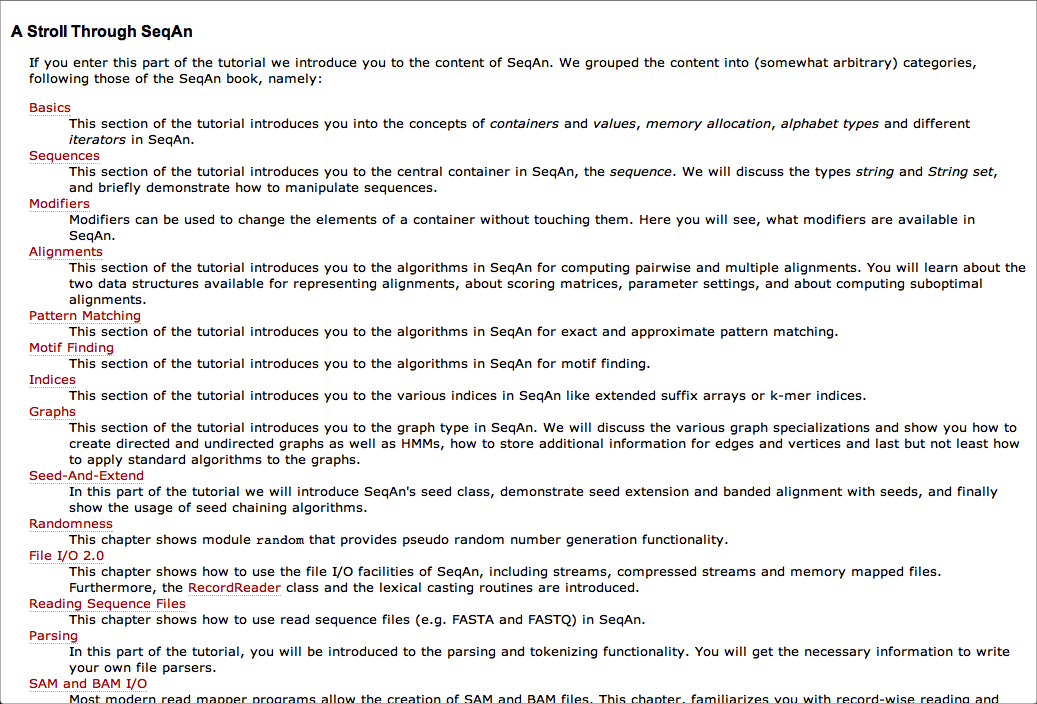 A Stroll Through SeqAn
If you enter this part of the tutorial we introduce you to the content of SeqAn. We grouped the content into (somewhat arbitrary) categories,
following those of the SeqAn book, namely:
Basics
This section of the tutorial introduces you into the concepts of containers and values, memory allocation, alphabet types and different
iterators in SeqAn.
Sequences
This section of the tutorial introduces you to the central container in SeqAn, the sequence. We will discuss the types string and String set,
and briefly demonstrate how to manipulate sequences.
Modifiers
Modifiers can be used to change the elements of a container without touching them. Here you will see, what modifiers are available in
SeqAn.
Alignments
This section of the tutorial introduces you to the algorithms in SeqAn for computing pairwise and multiple alignments. You will learn about the
two data structures available for representing alignments, about scoring matrices, parameter settings, and about computing suboptimal
alignments.
Pattern Matching
This section of the tutorial introduces you to the algorithms in SeqAn for exact and approximate pattern matching.
Motif Finding
This section of the tutorial introduces you to the algorithms in SeqAn for motif finding.
Indices
This section of the tutorial introduces you to the various indices in SeqAn like extended suffix arrays or k-mer indices.
Graphs
This section of the tutorial introduces you to the graph type in SeqAn. We will discuss the various graph specializations and show you how to
create directed and undirected graphs as well as HMMs, how to store additional information for edges and vertices and last but not least how
to apply standard algorithms to the graphs.
Seed-And-Extend
In this part of the tutorial we will introduce SeqAn's seed class, demonstrate seed extension and banded alignment with seeds, and finally
show the usage of seed chaining algorithms.
Randomness
This chapter shows module random that provides pseudo random number generation functionality.
File I/O 2.0
This chapter shows how to use the file I/O facilities of SeqAn, including streams, compressed streams and memory mapped files.
Furthermore, the RecordReader class and the lexical casting routines are introduced.
Reading Sequence Files
This chapter shows how to use read sequence files (e.g. FASTA and FASTQ) in SeqAn.
Parsing
In this part of the tutorial, you will be introduced to the parsing and tokenizing functionality. You will get the necessary information to write
your own file parsers.
SAM and BAM I/O
Most modern read mapper programs allow the creation of SAM and BAM files. This chapter, familiarizes you with record-wise reading and